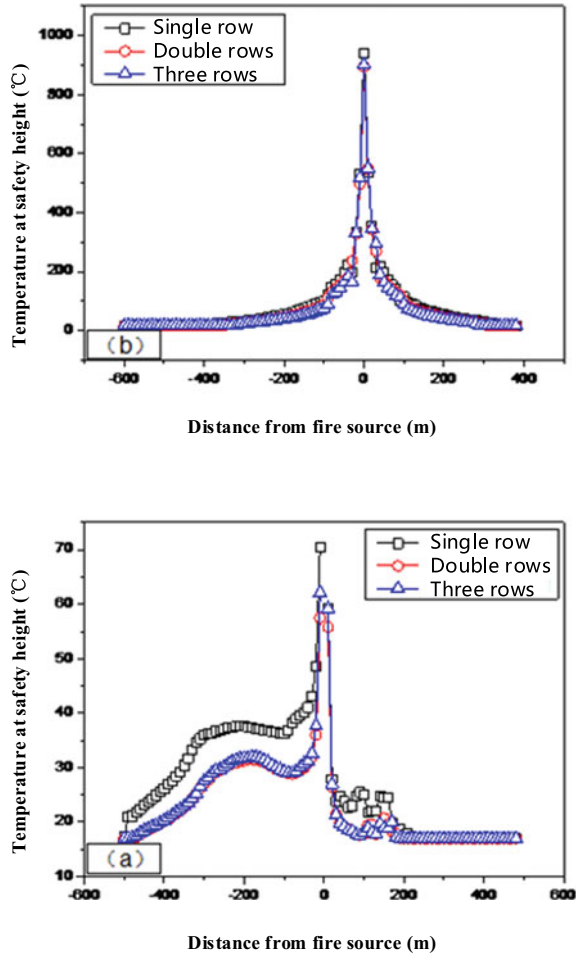 Single row
Double rows
Three rows
Temperature at safety height (℃)
1000
800
600
400
200
0
(b)
-600 -400 -200 0 200 400 600
Distance from fire source (m)
Single row
Double rows
Three rows
Temperature at safety height (℃)
70
60
50
40
30
20
10
(a)
-600 -400 -200 0 200 400 600
Distance from fire source (m)